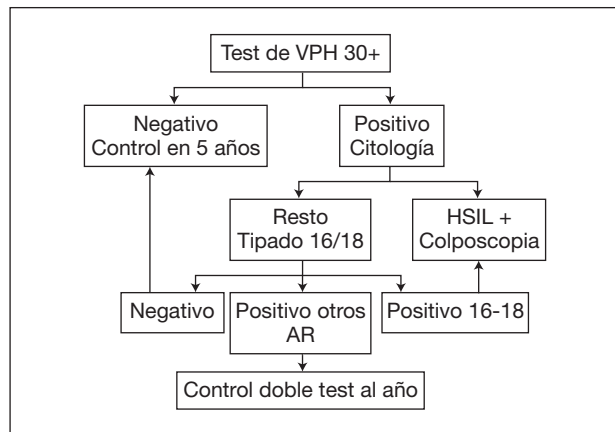 Test de VPH 30+
Negativo
Control en 5 años
Positivo
Citología
Resto
Tipado 16/18
HSIL +
Colposcopia
Negativo
Positivo otros
AR
Positivo 16-18
Control doble test al año